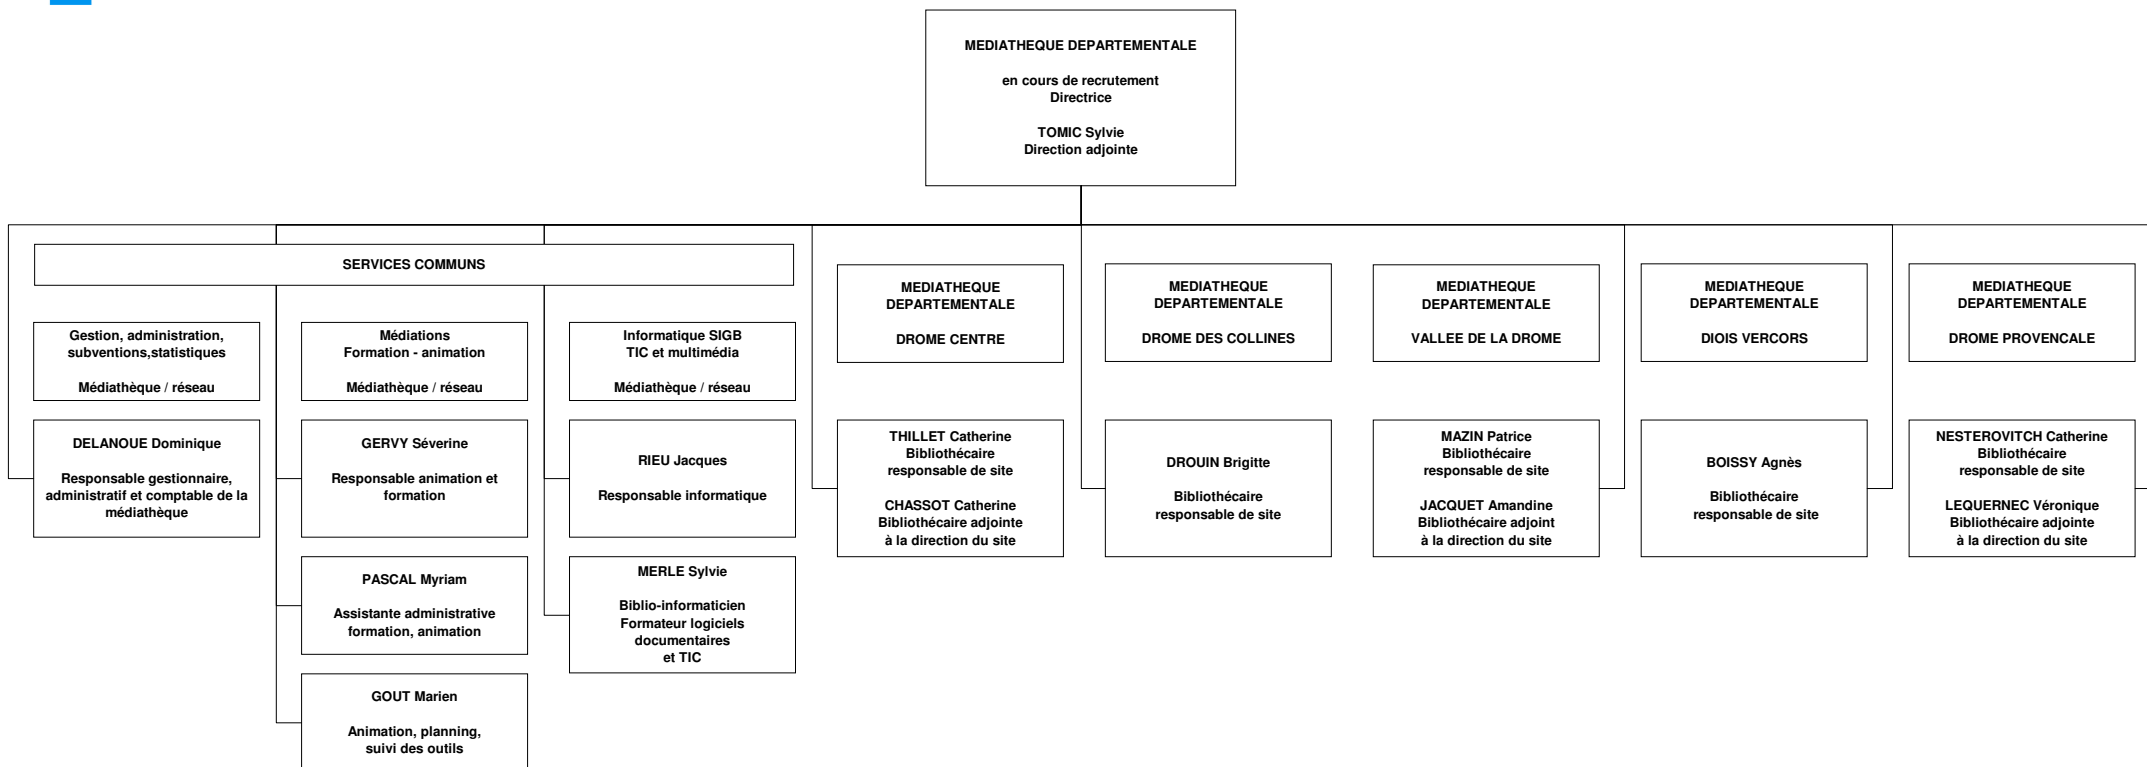 MEDIATHEQUE DEPARTEMENTALE
en cours de recrutement
Directrice
TOMIC Sylvie
Direction adjointe
SERVICES COMMUNS
Gestion, administration,
subventions,statistiques
Médiathèque / réseau
DELANOUE Dominique
Responsable gestionnaire,
administratif et comptable de la
médiathèque
Médiations
Formation - animation
Médiathèque / réseau
GERVY Séverine
Responsable animation et
formation
PASCAL Myriam
Assistante administrative
formation, animation
GOUT Marien
Animation, planning,
suivi des outils
Informatique SIGB
TIC et multimédia
Médiathèque / réseau
RIEU Jacques
Responsable informatique
MERLE Sylvie
Biblio-informaticien
Formateur logiciels
documentaires
et TIC
MEDIATHEQUE
DEPARTEMENTALE
DROME CENTRE
THILLET Catherine
Bibliothécaire
responsable de site
CHASSOT Catherine
Bibliothécaire adjointe
à la direction du site
MEDIATHEQUE
DEPARTEMENTALE
DROME DES COLLINES
DROUIN Brigitte
Bibliothécaire
responsable de site
MEDIATHEQUE
DEPARTEMENTALE
VALLEE DE LA DROME
MAZIN Patrice
Bibliothécaire
responsable de site
JACQUET Amandine
Bibliothécaire adjoint
à la direction du site
MEDIATHEQUE
DEPARTEMENTALE
DIOIS VERCORS
BOISSY Agnès
Bibliothécaire
responsable de site
MEDIATHEQUE
DEPARTEMENTALE
DROME PROVENCALE
NESTEROVITCH Catherine
Bibliothécaire
responsable de site
LEQUERNEC Véronique
Bibliothécaire adjointe
à la direction du site